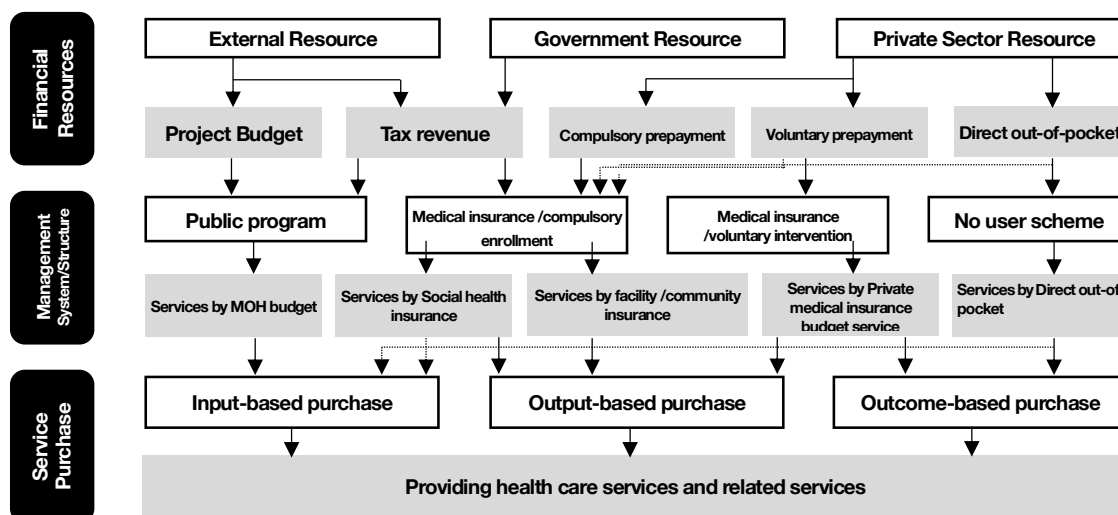 Financial
Resources
External Resource
Government Resource
Private Sector Resource
Project Budget
Tax revenue
Compulsory prepayment
Voluntary prepayment
Direct out-of-pocket
Management
System/Structure
Public program
Medical insurance /compulsory
enrollment
Medical insurance
/voluntary intervention
No user scheme
Services by MOH budget
Services by Social health
insurance
Services by facility /community
insurance
Services by Private
medical insurance
budget service
Services by Direct out-of
pocket
Service
Purchase
Input-based purchase
Output-based purchase
Outcome-based purchase
Providing health care services and related services